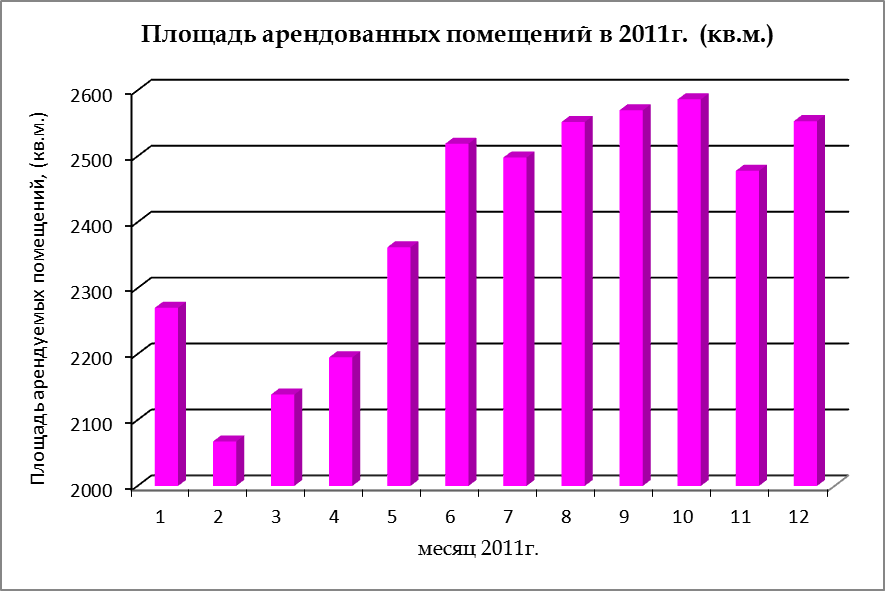 Площадь арендованных помещений в 2011г. (кв.м.)
Площадь арендуемых помещений, (кв.м.)
2600
2500
2400
2300
2200
2100
2000
1 2 3 4 5 6 7 8 9 10 11 12
месяц 2011г.